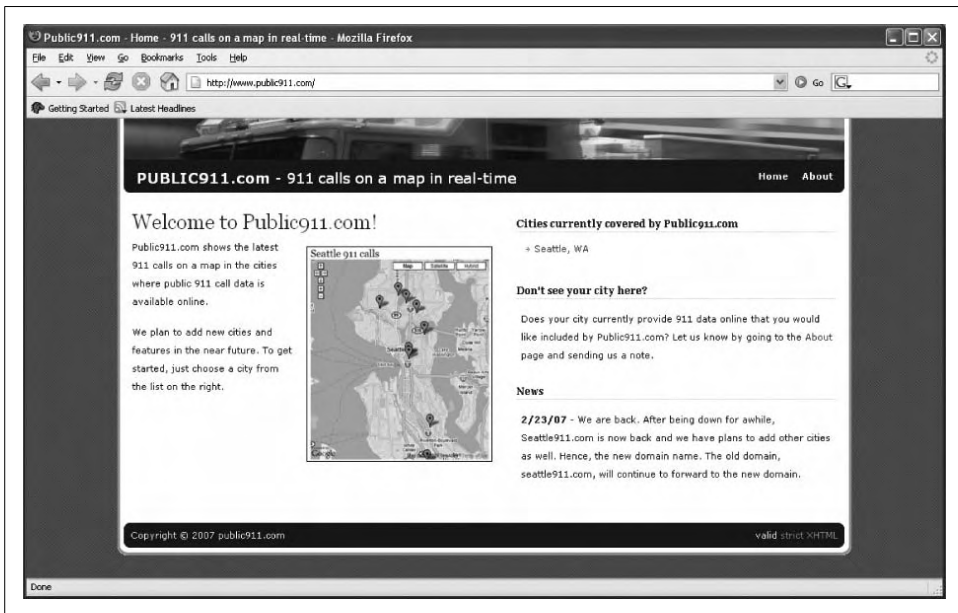 Public911.com - Home - 911 calls on a map in real-time - Mozilla Firefox
File Edit View Go Bookmarks Tools Help
http://www.public911.com/
Go
Getting Started Latest Headlines
PUBLIC911.com - 911 calls on a map in real-time
Home About
Welcome to Public911.com!
Public911.com shows the latest
911 calls on a map in the cities
where public 911 call data is
available online.
We plan to add new cities and
features in the near future. To get
started, just choose a city from
the list on the right.
Seattle 911 calls
Map Satellite Hybrid
Seattle
Mercer
Island
Google
Cities currently covered by Public911.com
+ Seattle, WA
Don't see your city here?
Does your city currently provide 911 data online that you would
like included by Public911.com? Let us know by going to the About
page and sending us a note.
News
2/23/07 - We are back. After being down for awhile,
Seattle911.com is now back and we have plans to add other cities
as well. Hence, the new domain name. The old domain,
seattle911.com, will continue to forward to the new domain.
Copyright © 2007 public911.com
valid strict XHTML
Done